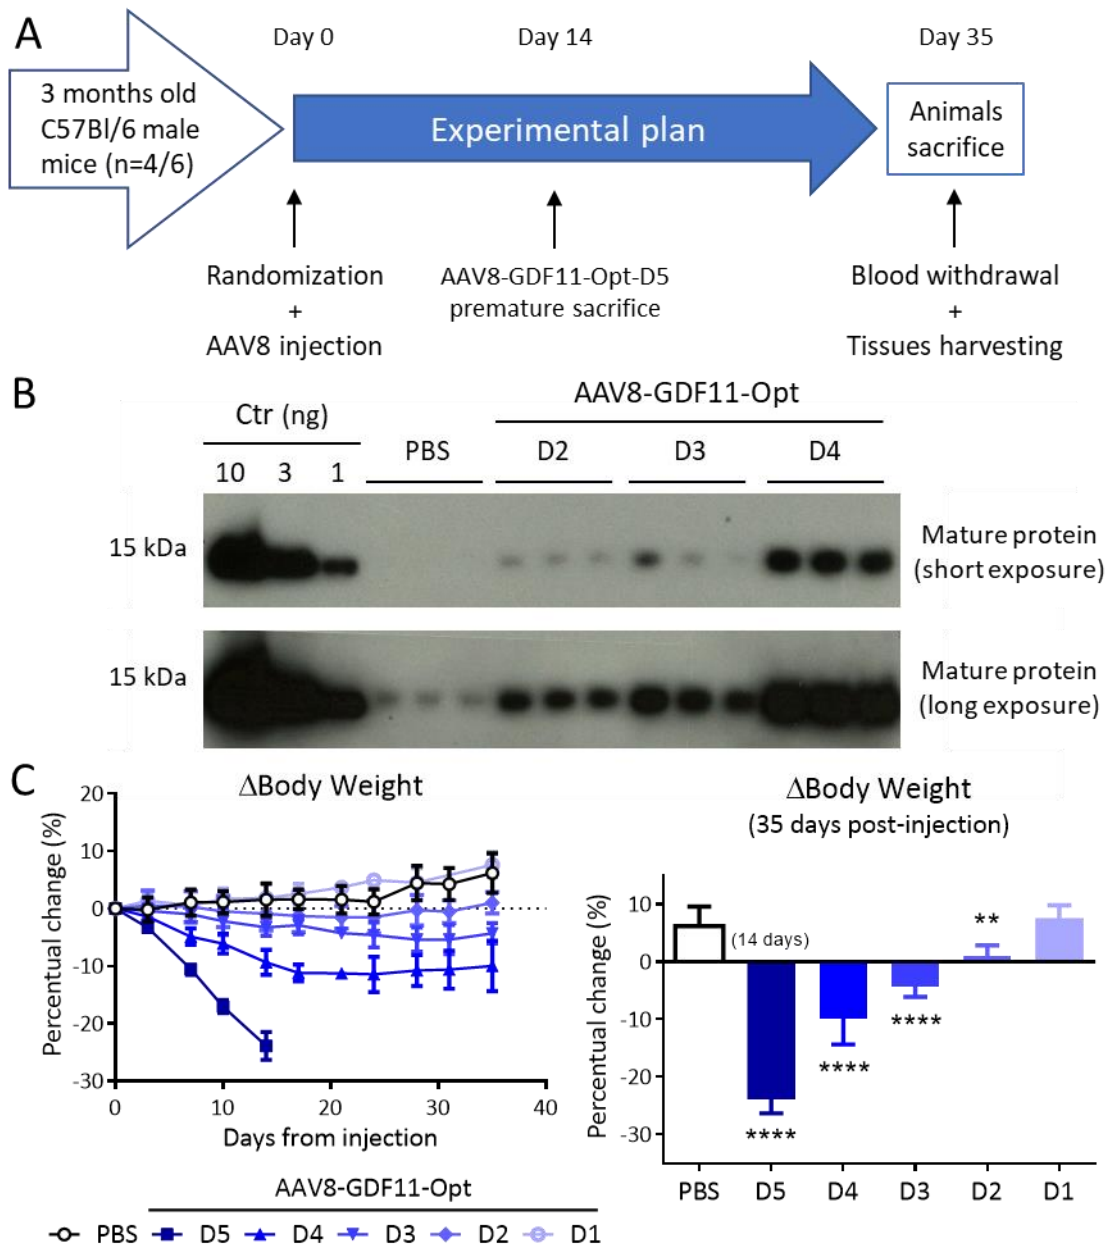 A
Day 0
Day 14
Day 35
3 months old
C57Bl/6 male
mice (n=4/6)
Experimental plan
Animals
sacrifice
Randomization
+
AAV8 injection
AAV8-GDF11-Opt-D5
premature sacrifice
Blood withdrawal
+
Tissues harvesting
B
Ctr (ng)
AAV8-GDF11-Opt
10 3 1
PBS
D2
D3
D4
15 kDa
Mature protein
(short exposure)
15 kDa
Mature protein
(long exposure)
C
ΔBody Weight
Percentual change (%)
20
10
0
-10
-20
-30
0 10 20 30 40
Days from injection
AAV8-GDF11-Opt
PBS D5 D4 D3 D2 D1
ΔBody Weight
(35 days post-injection)
Percentual change (%)
10
0
-10
-20
-30
(14 days)
**
****
****
****
PBS D5 D4 D3 D2 D1